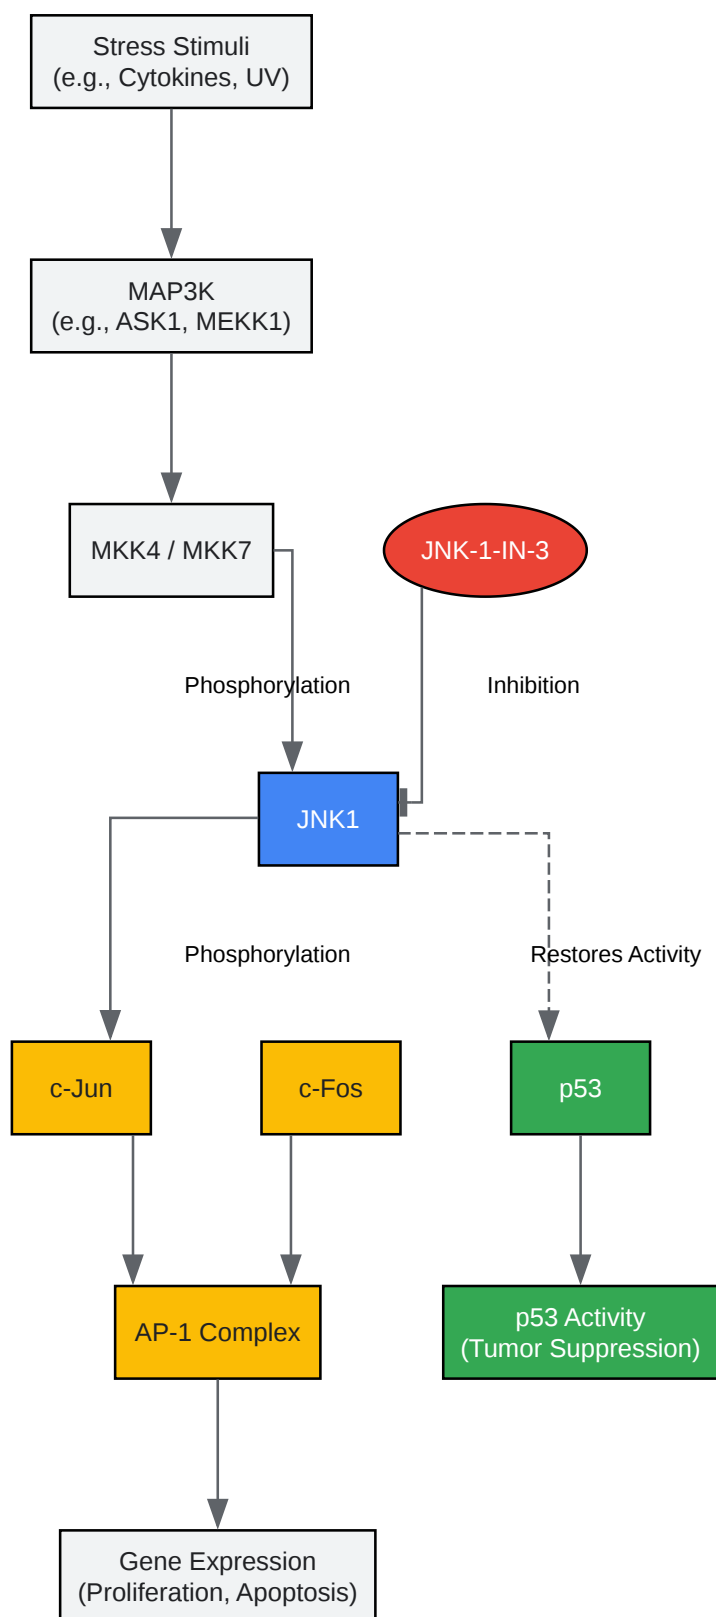 Stress Stimuli
(e.g., Cytokines, UV)
MAP3K
(e.g., ASK1, MEKK1)
MKK4 / MKK7
JNK-1-IN-3
Phosphorylation
Inhibition
JNK1
Phosphorylation
Restores Activity
c-Jun
c-Fos
p53
AP-1 Complex
p53 Activity
(Tumor Suppression)
Gene Expression
(Proliferation, Apoptosis)